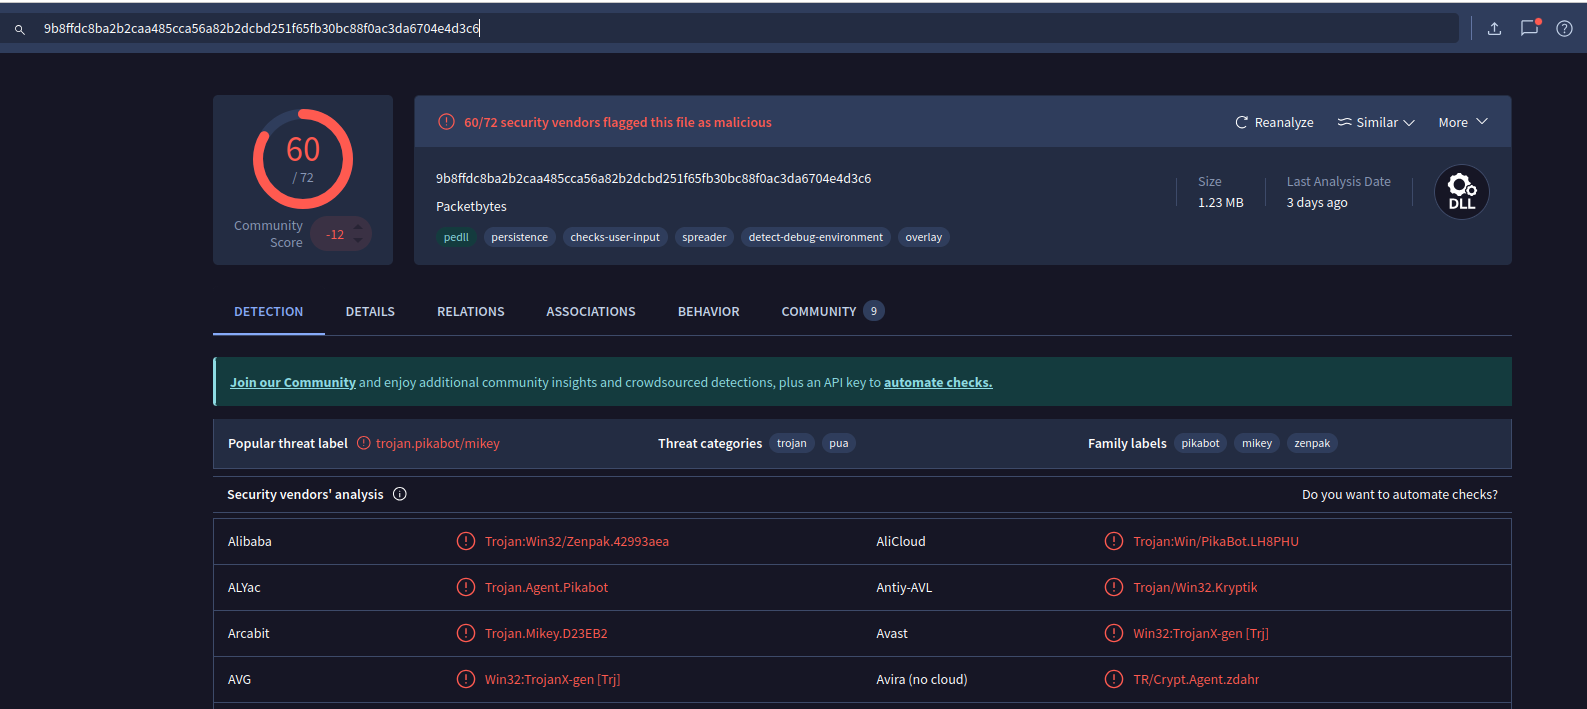 9b8ffdc8ba2b2caa485cca56a82b2dcbd251f65fb30bc88f0ac3da6704e4d3c6
60
/ 72
Community
Score
-12
60/72 security vendors flagged this file as malicious
Reanalyze
Similar
More
9b8ffdc8ba2b2caa485cca56a82b2dcbd251f65fb30bc88f0ac3da6704e4d3c6
Packetbytes
pedll persistence checks-user-input spreader detect-debug-environment overlay
Size
1.23 MB
Last Analysis Date
3 days ago
DLL
DETECTION DETAILS RELATIONS ASSOCIATIONS BEHAVIOR COMMUNITY 9
Join our Community and enjoy additional community insights and crowdsourced detections, plus an API key to automate checks.
Popular threat label trojan.pikabot/mikey Threat categories trojan pua Family labels pikabot mikey zenpak
Security vendors' analysis Do you want to automate checks?
Alibaba Trojan:Win32/Zenpak.42993aea AliCloud Trojan:Win/PikaBot.LH8PHU
ALYac Trojan.Agent.Pikabot Antiy-AVL Trojan/Win32.Kryptik
Arcabit Trojan.Mikey.D23EB2 Avast Win32:TrojanX-gen [Trj]
AVG Win32:TrojanX-gen [Trj] Avira (no cloud) TR/Crypt.Agent.zdahr